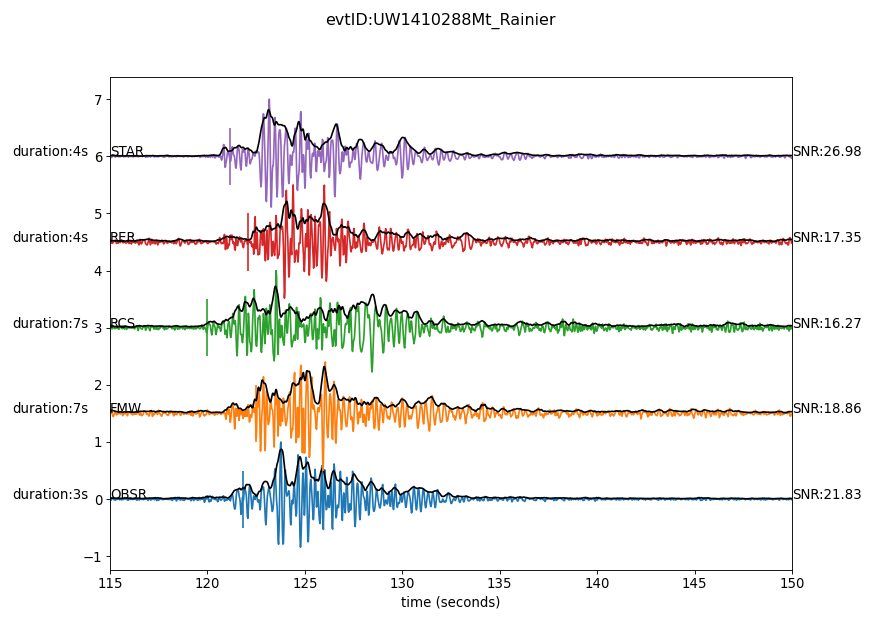 evtID:UW1410288Mt_Rainier
7
duration:4s STAR 6 SNR:26.98
5
duration:4s RER SNR:17.35
4
duration:7s RCS 3 SNR:16.27
2
duration:7s FMW SNR:18.86
1
duration:3s OBSR 0 SNR:21.83
−1
115 120 125 130 135 140 145 150
time (seconds)